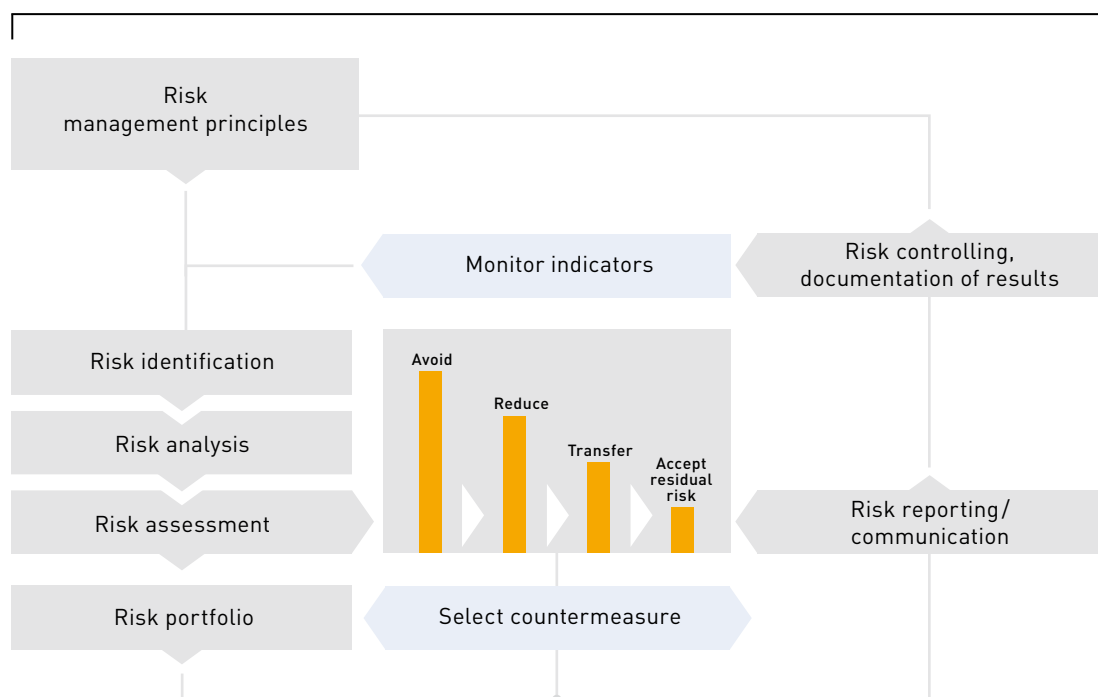 Risk
management principles
Monitor indicators
Risk controlling,
documentation of results
Risk identification
Avoid
Reduce
Transfer
Accept
residual
risk
Risk analysis
Risk assessment
Risk reporting/
communication
Risk portfolio
Select countermeasure